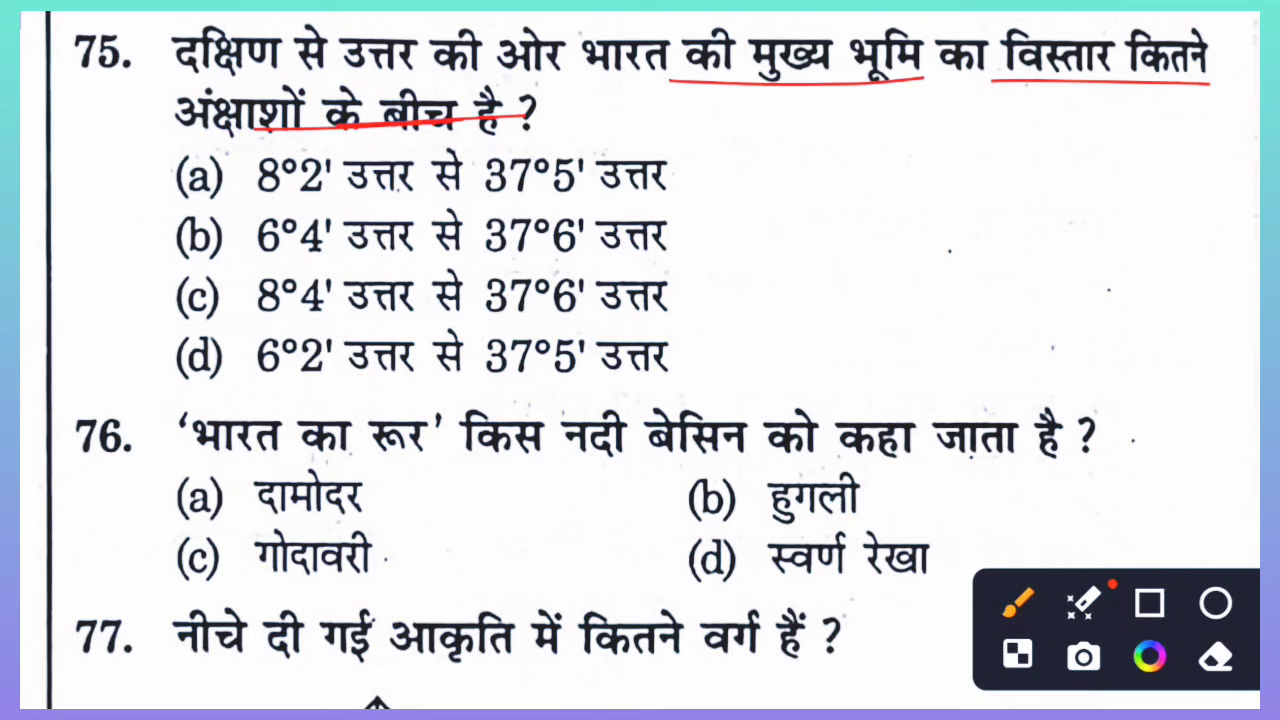 75. दक्षिण से उत्तर की ओर भारत की मुख्य भूमि का विस्तार कितने
अंक्षाशों के बीच है ?
(a) 8°2' उत्तर से 37°5' उत्तर
(b) 6°4' उत्तर से 37°6' उत्तर
(c) 8°4' उत्तर से 37°6' उत्तर
(d) 6°2' उत्तर से 37°5' उत्तर
76. 'भारत का रूर' किस नदी बेसिन को कहा जाता है ?
(a) दामोदर (b) हुगली
(c) गोदावरी (d) स्वर्ण रेखा
77. नीचे दी गई आकृति में कितने वर्ग हैं ?